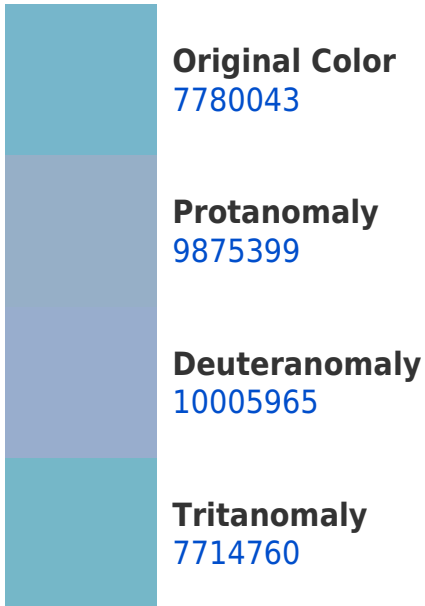 Original Color
7780043
Protanomaly
9875399
Deuteranomaly
10005965
Tritanomaly
7714760